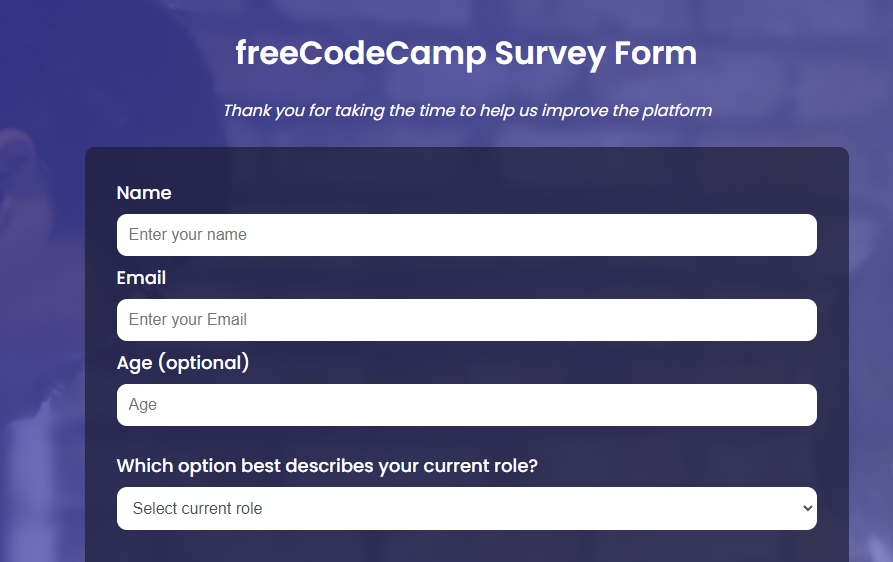 freeCodeCamp Survey Form
Thank you for taking the time to help us improve the platform
Name
Enter your name
Email
Enter your Email
Age (optional)
Age
Which option best describes your current role?
Select current role